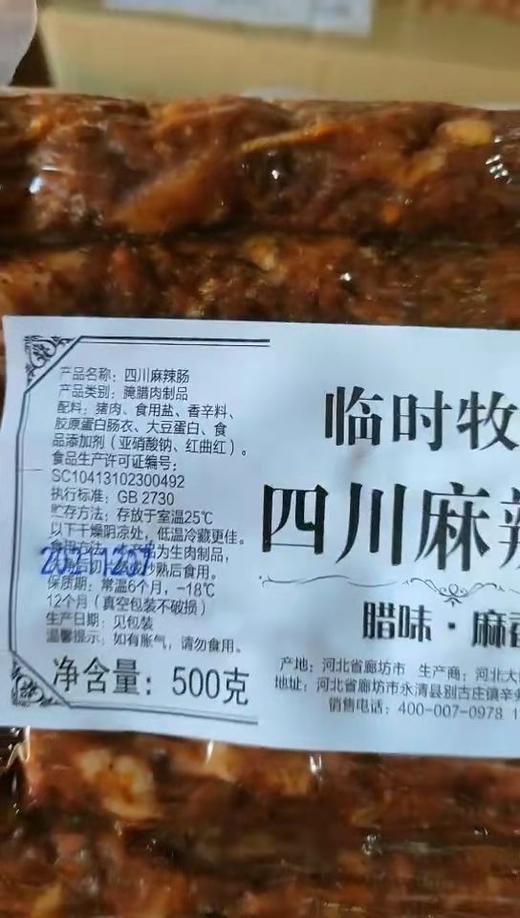 产品名称：四川麻辣肠
产品类别：腌腊肉制品
配料：猪肉、食用盐、香辛料、
胶原蛋白肠衣、大豆蛋白、食
品添加剂（亚硝酸钠、红曲红）。
食品生产许可证编号：
SC10413102300492
执行标准：GB 2730
贮存方法：存放于室温25℃
以下干燥阴凉处，低温冷藏更佳。
为生肉制品，
熟后食用。
保质期：常温6个月，-18℃
12个月（真空包装不破损）
生产日期：见包装
温馨提示：如有胀气，请勿食用。
净含量：500克
临时牧
四川麻辣
腊味·麻
产地：河北省廊坊市 生产商：河北大
地址：河北省廊坊市永清县别古庄镇辛
销售电话：400-007-0978 1